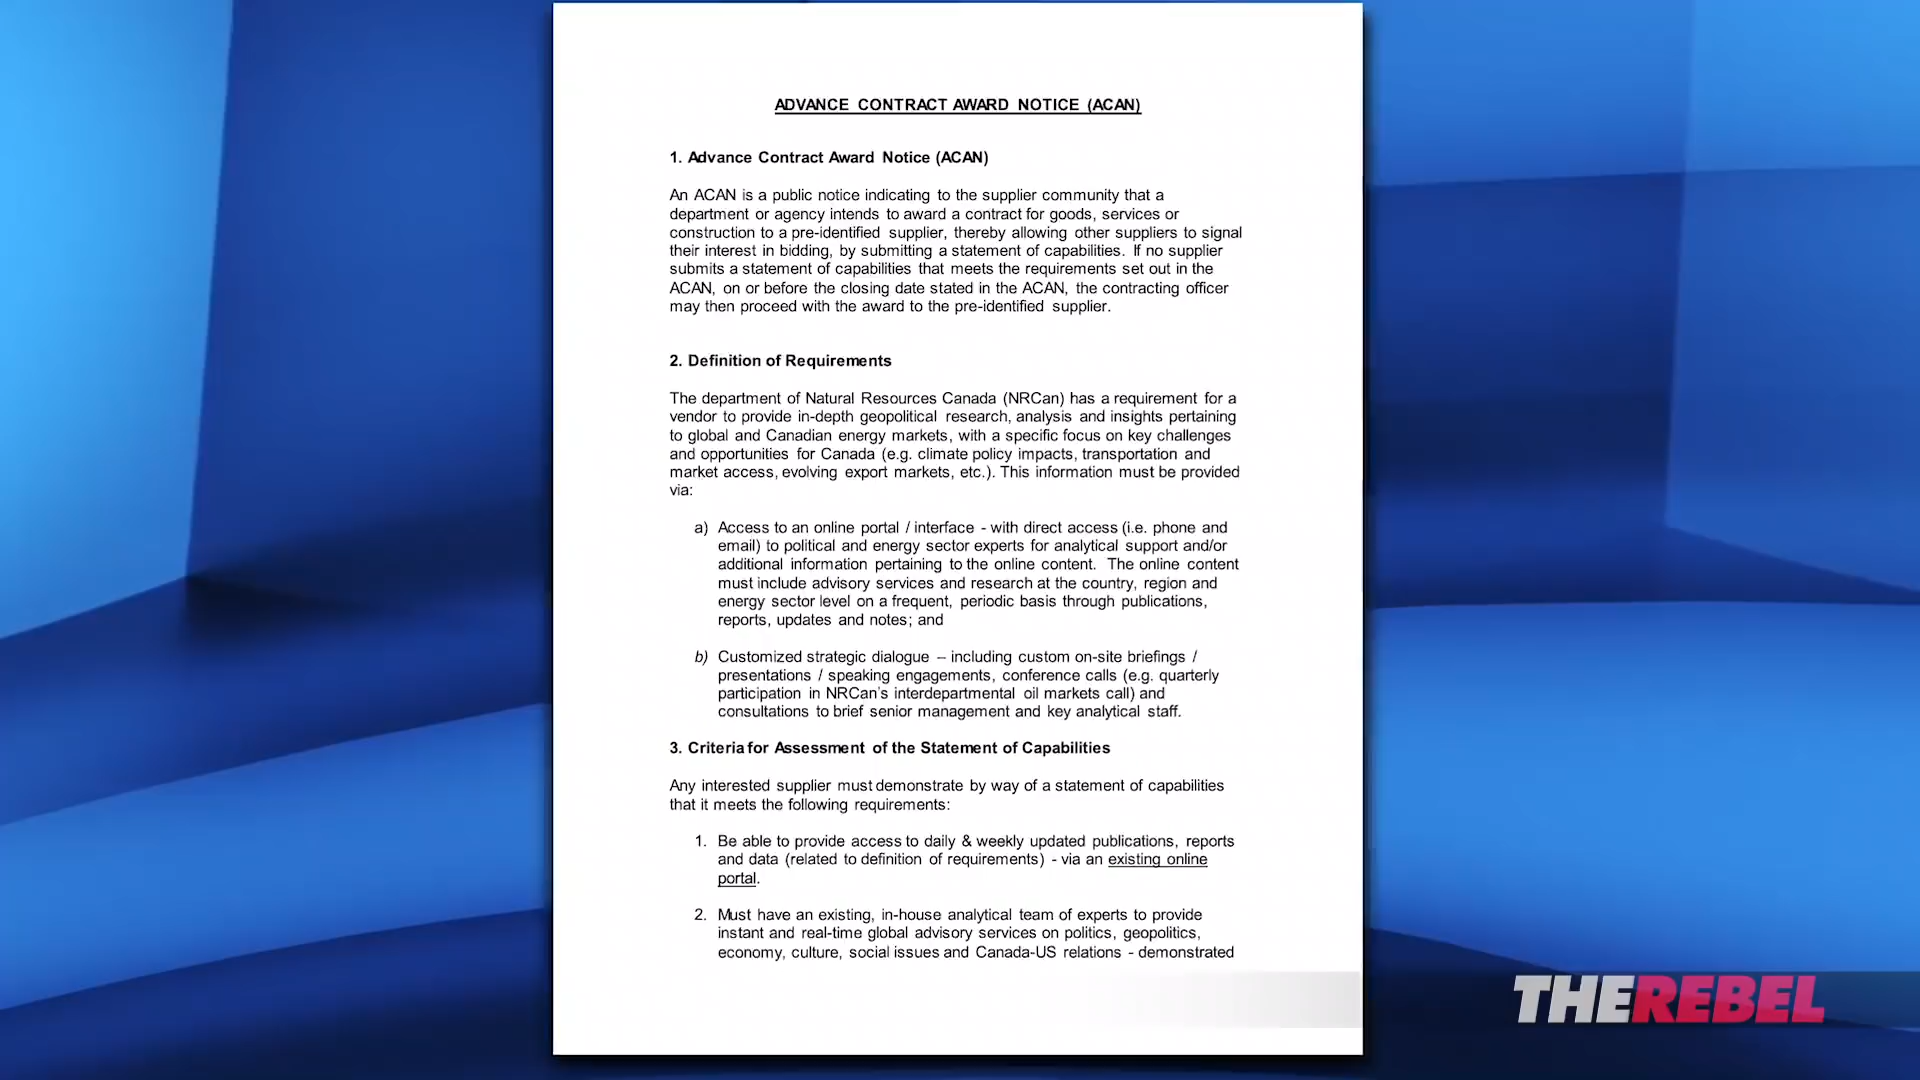 ADVANCE CONTRACT AWARD NOTICE (ACAN)
1. Advance Contract Award Notice (ACAN)
An ACAN is a public notice indicating to the supplier community that a
department or agency intends to award a contract for goods, services or
construction to a pre-identified supplier, thereby allowing other suppliers to signal
their interest in bidding, by submitting a statement of capabilities. If no supplier
submits a statement of capabilities that meets the requirements set out in the
ACAN, on or before the closing date stated in the ACAN, the contracting officer
may then proceed with the award to the pre-identified supplier.
2. Definition of Requirements
The department of Natural Resources Canada (NRCan) has a requirement for a
vendor to provide in-depth geopolitical research, analysis and insights pertaining
to global and Canadian energy markets, with a specific focus on key challenges
and opportunities for Canada (e.g. climate policy impacts, transportation and
market access, evolving export markets, etc.). This information must be provided
via:
a) Access to an online portal / interface - with direct access (i.e. phone and
email) to political and energy sector experts for analytical support and/or
additional information pertaining to the online content. The online content
must include advisory services and research at the country, region and
energy sector level on a frequent, periodic basis through publications,
reports, updates and notes; and
b) Customized strategic dialogue – including custom on-site briefings /
presentations / speaking engagements, conference calls (e.g. quarterly
participation in NRCan's interdepartmental oil markets call) and
consultations to brief senior management and key analytical staff.
3. Criteria for Assessment of the Statement of Capabilities
Any interested supplier must demonstrate by way of a statement of capabilities
that it meets the following requirements:
1. Be able to provide access to daily & weekly updated publications, reports
and data (related to definition of requirements) - via an existing online
portal.
2. Must have an existing, in-house analytical team of experts to provide
instant and real-time global advisory services on politics, geopolitics,
economy, culture, social issues and Canada-US relations - demonstrated
THEREBEL